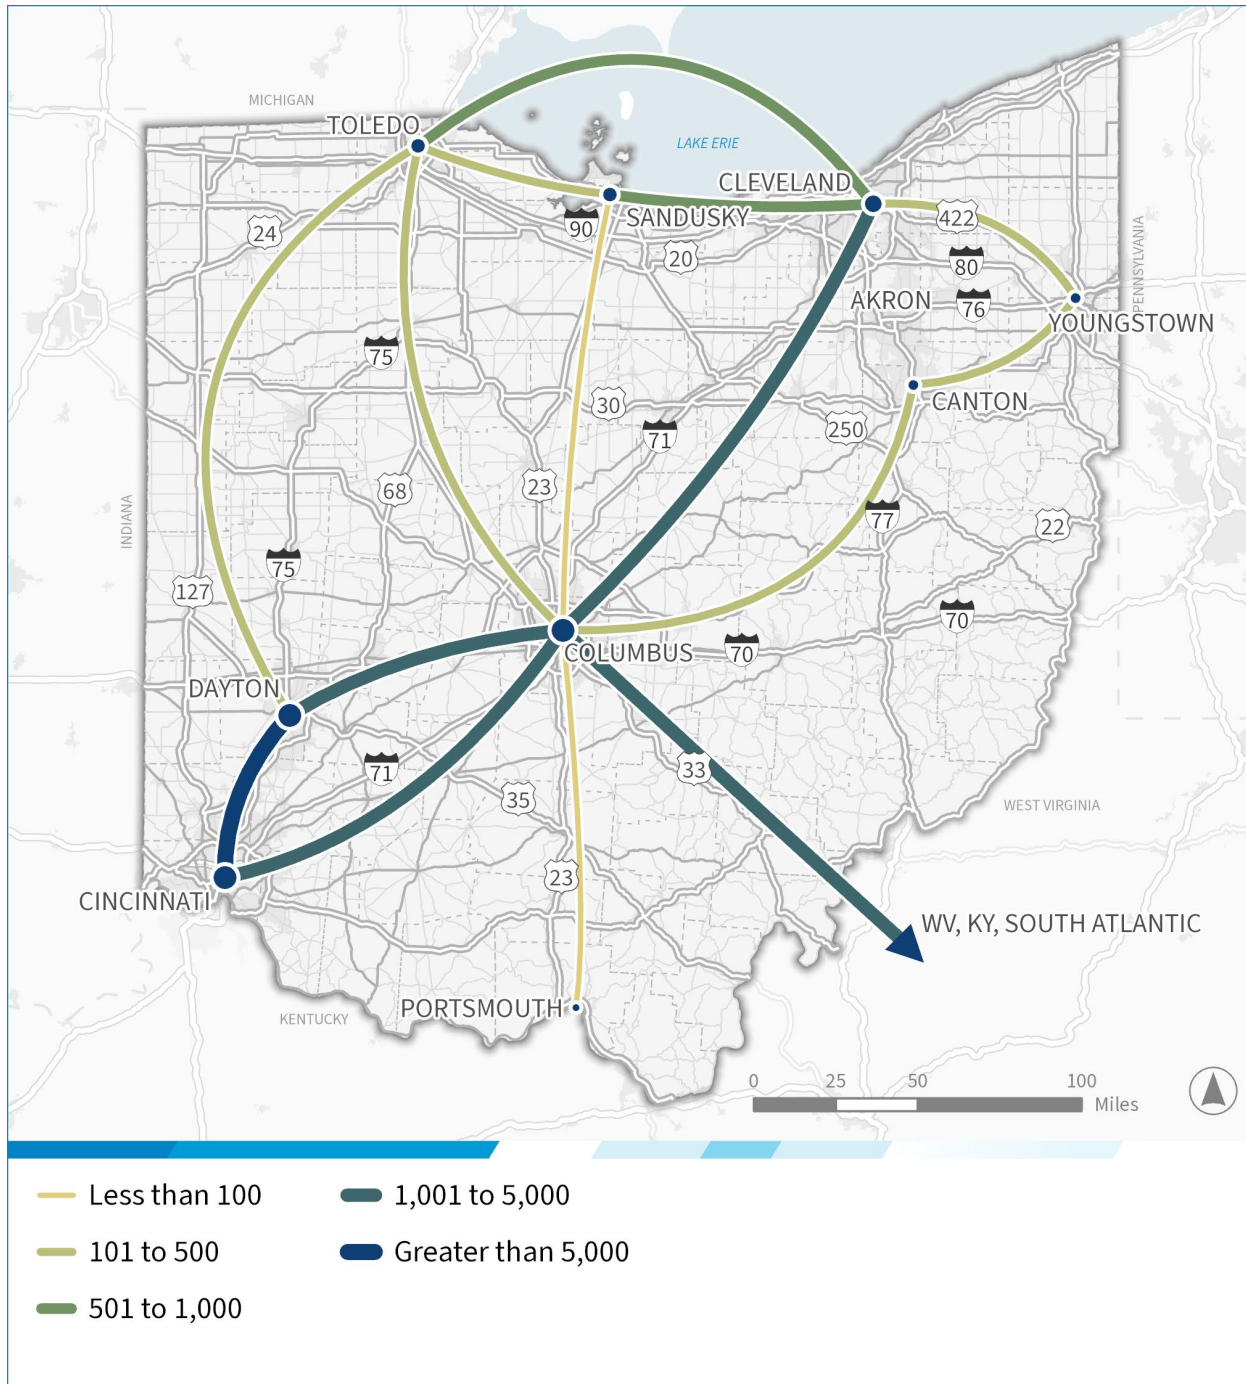 MICHIGAN
TOLEDO
LAKE ERIE
CLEVELAND
SANDUSKY
90
422
24
20
80
PENNSYLVANIA
AKRON
76
YOUNGSTOWN
75
30
CANTON
250
71
68
23
INDIANA
77
22
75
127
70
COLUMBUS
70
DAYTON
71
33
35
WEST VIRGINIA
23
CINCINNATI
WV, KY, SOUTH ATLANTIC
PORTSMOUTH
KENTUCKY
0 25 50 100
Miles
Less than 100
101 to 500
501 to 1,000
1,001 to 5,000
Greater than 5,000